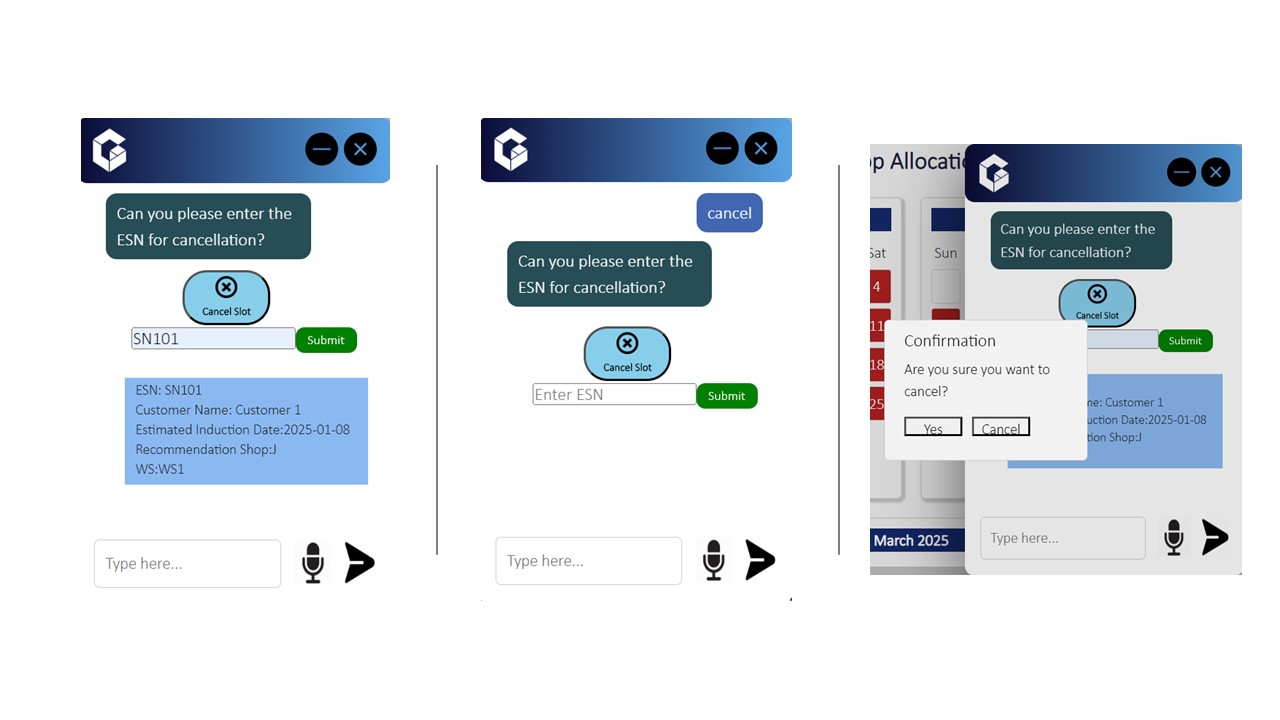 Can you please enter the
ESN for cancellation?
Cancel Slot
SN101
Submit
ESN: SN101
Customer Name: Customer 1
Estimated Induction Date:2025-01-08
Recommendation Shop:J
WS:WS1
Type here...
cancel
Can you please enter the
ESN for cancellation?
Cancel Slot
Enter ESN
Submit
Type here...
op Allocatio
Sat
Sun
4
11
18
25
March 2025
Can you please enter the
ESN for cancellation?
Cancel Slot
Submit
Confirmation
Are you sure you want to
cancel?
Yes
Cancel
me: Customer 1
uction Date:2025-01-08
tion Shop:J
Type here...